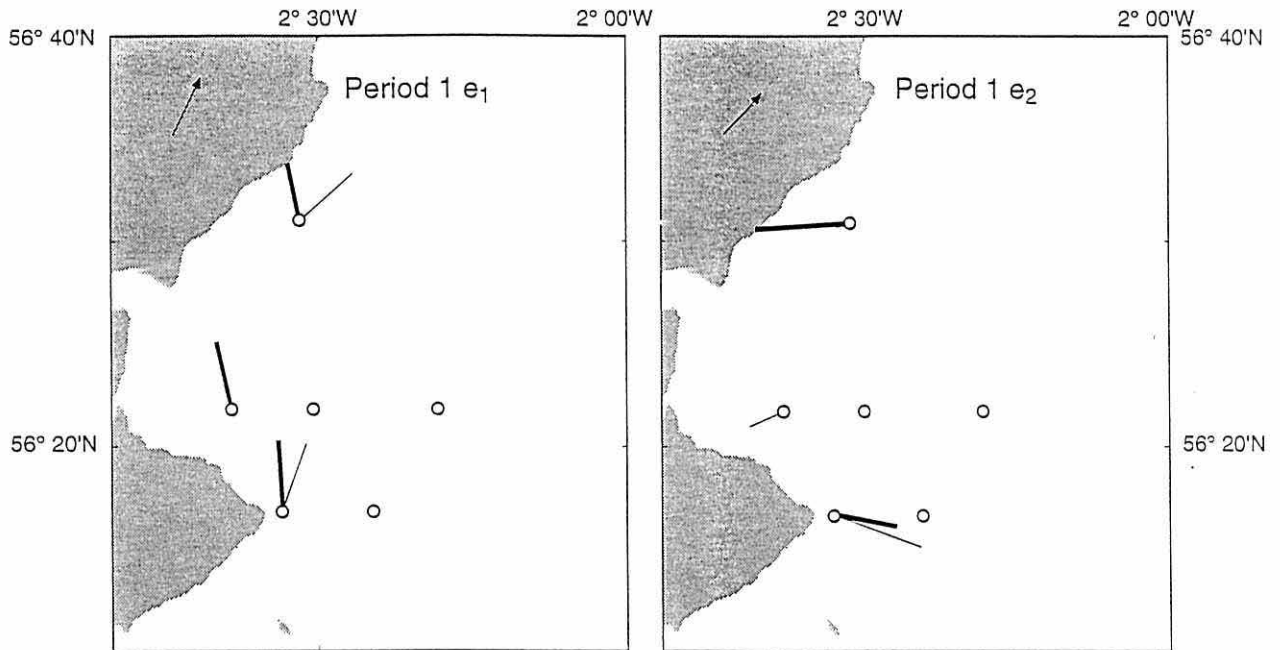 2° 30'W 2° 00'W 2° 30'W 2° 00'W
56° 40'N 56° 40'N
Period 1 e₁ Period 1 e₂
56° 20'N 56° 20'N